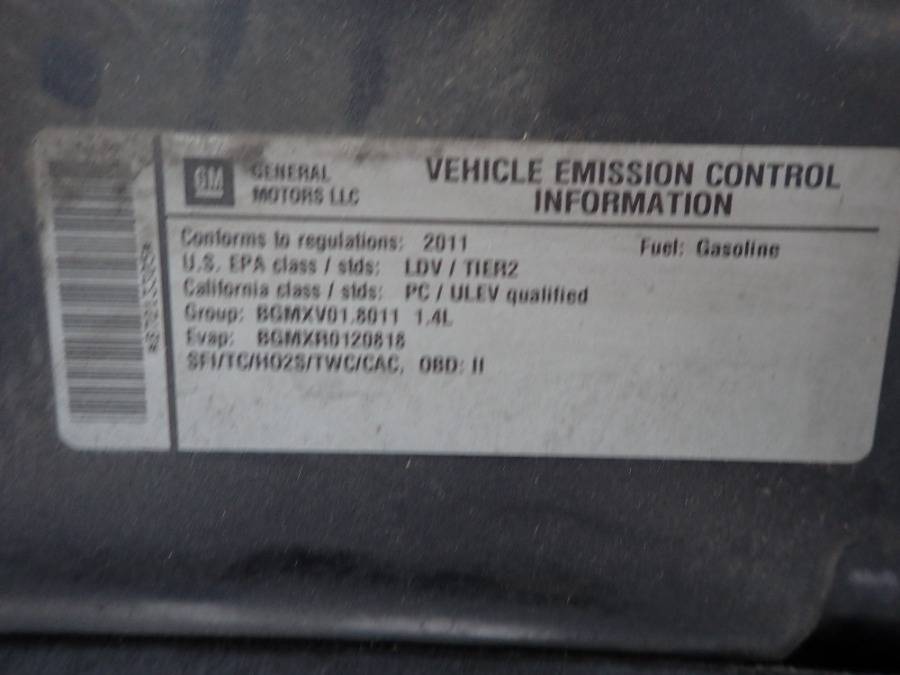 GM GENERAL MOTORS LLC
VEHICLE EMISSION CONTROL
INFORMATION
Conforms to regulations: 2011 Fuel: Gasoline
U.S. EPA class / stds: LDV / TIER2
California class / stds: PC / ULEV qualified
Group: BGMXV01.8011 1.4L
Evap: BGMXR0120818
SFI/TC/HO2S/TWC/CAC, OBD: II